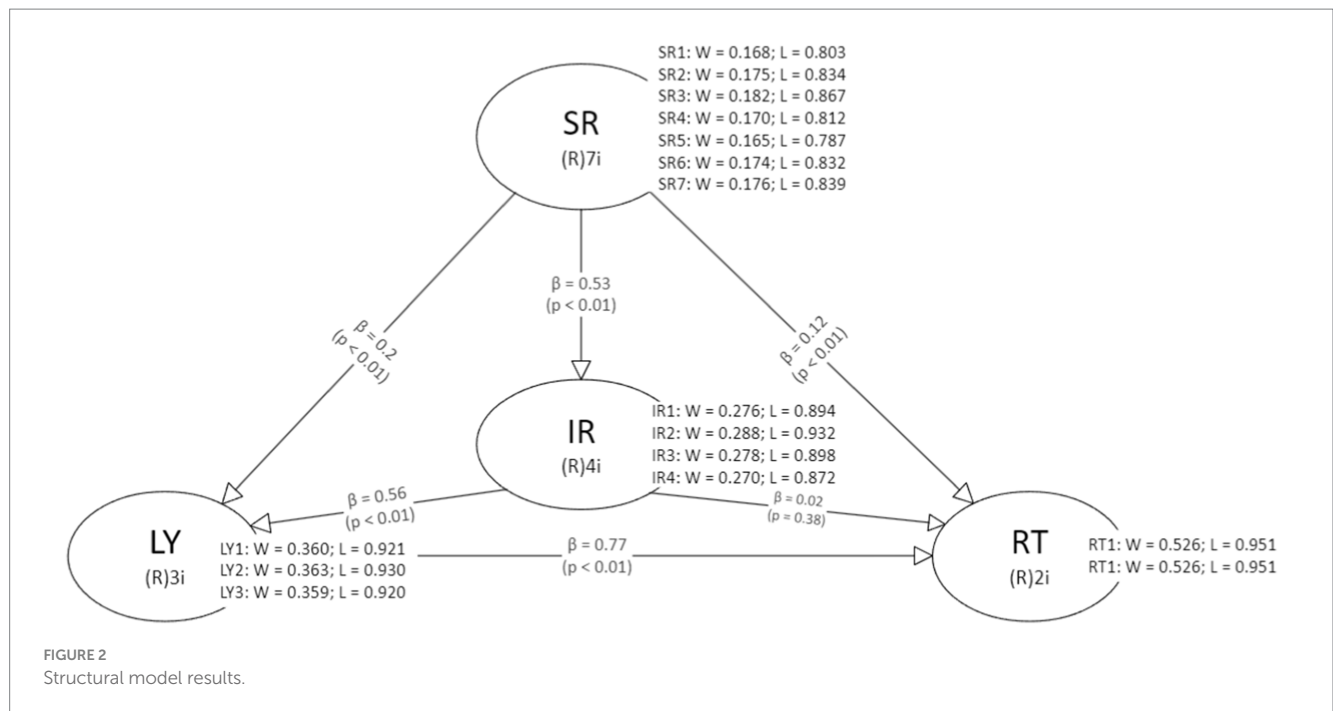 SR
(R)7i
SR1: W = 0.168; L = 0.803
SR2: W = 0.175; L = 0.834
SR3: W = 0.182; L = 0.867
SR4: W = 0.170; L = 0.812
SR5: W = 0.165; L = 0.787
SR6: W = 0.174; L = 0.832
SR7: W = 0.176; L = 0.839
β = 0.2
(p < 0.01)
β = 0.53
(p < 0.01)
β = 0.12
(p < 0.01)
IR
(R)4i
IR1: W = 0.276; L = 0.894
IR2: W = 0.288; L = 0.932
IR3: W = 0.278; L = 0.898
IR4: W = 0.270; L = 0.872
β = 0.56
(p < 0.01)
β = 0.02
(p = 0.38)
LY
(R)3i
LY1: W = 0.360; L = 0.921
LY2: W = 0.363; L = 0.930
LY3: W = 0.359; L = 0.920
β = 0.77
(p < 0.01)
RT
(R)2i
RT1: W = 0.526; L = 0.951
RT1: W = 0.526; L = 0.951
FIGURE 2
Structural model results.